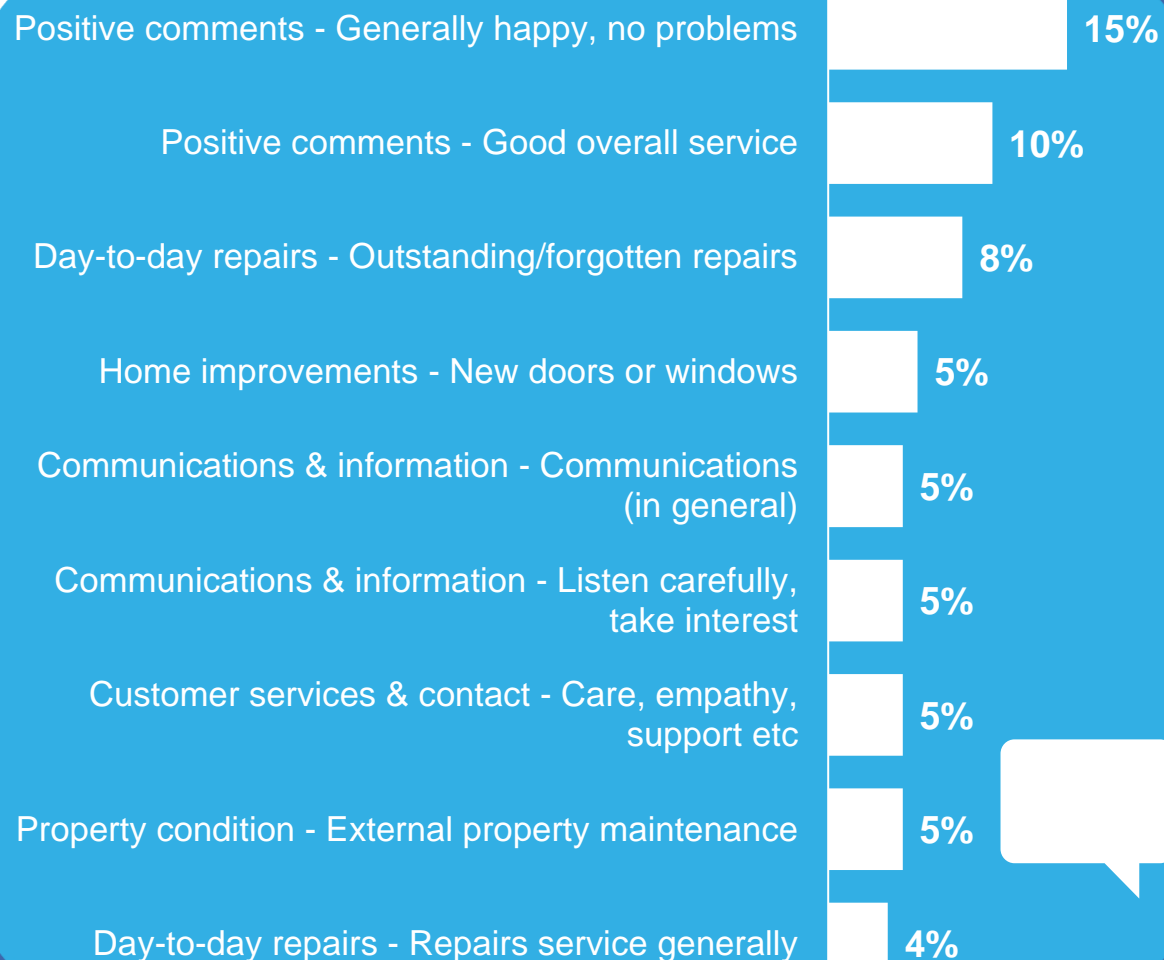 Positive comments - Generally happy, no problems 15%
Positive comments - Good overall service 10%
Day-to-day repairs - Outstanding/forgotten repairs 8%
Home improvements - New doors or windows 5%
Communications & information - Communications
(in general) 5%
Communications & information - Listen carefully,
take interest 5%
Customer services & contact - Care, empathy,
support etc 5%
Property condition - External property maintenance 5%
Day-to-day repairs - Repairs service generally 4%